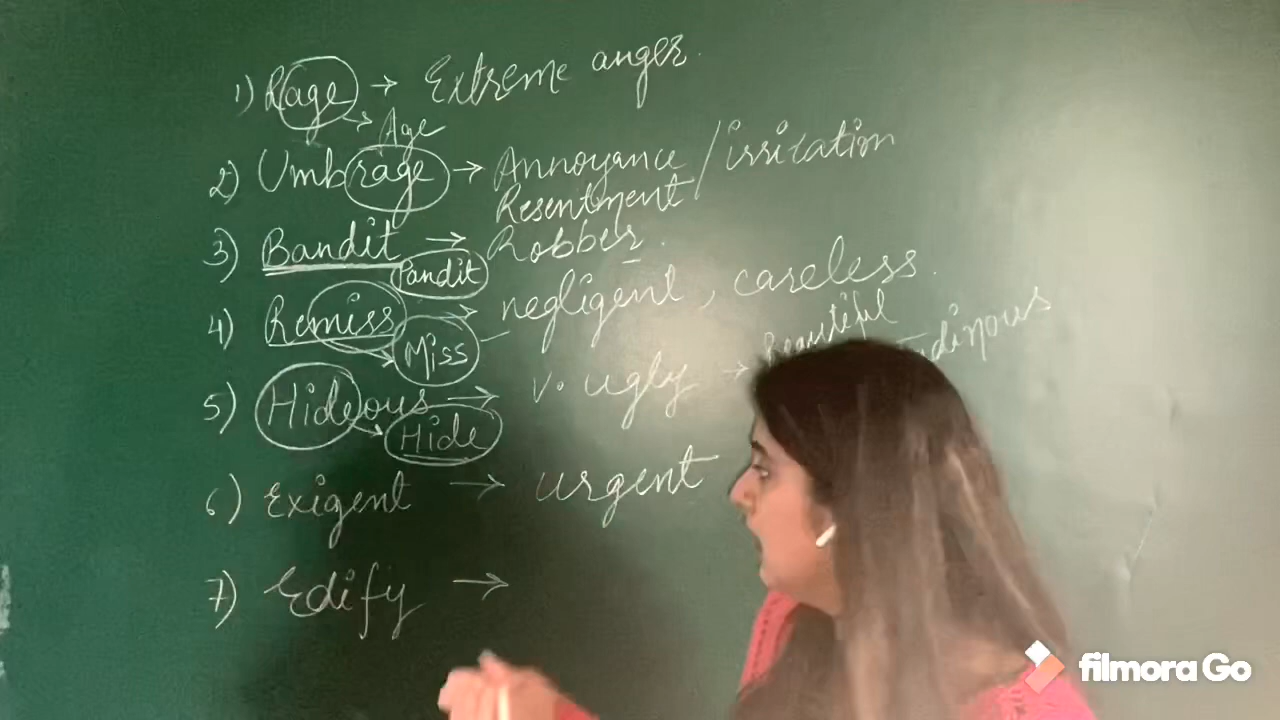 1) Rage → Extreme anger.
→ Age
2) Umbrage → Annoyance / irritation
Resentment
3) Bandit → Robber.
Pandit
4) Remiss → negligent, careless.
Miss
5) Hideous → V. ugly → Beautiful
Hide
6) Exigent → urgent
7) Edify →
filmora Go